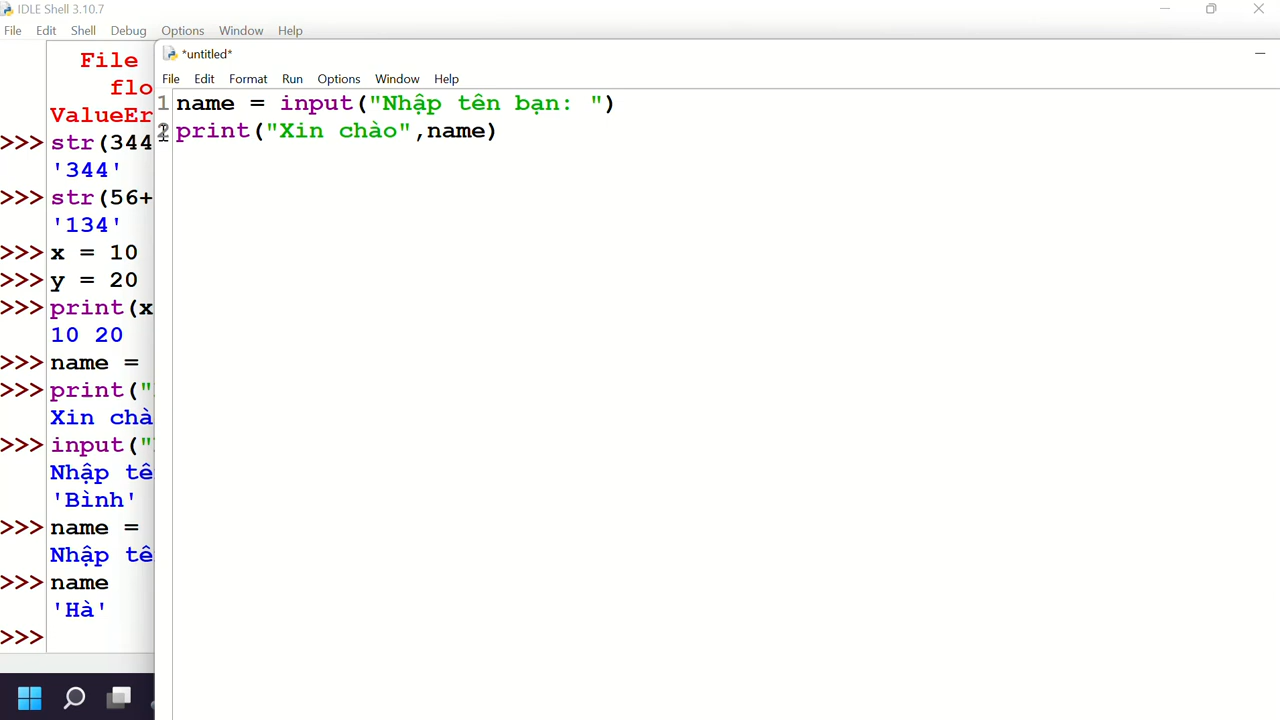 IDLE Shell 3.10.7
File Edit Shell Debug Options Window Help
File
flo
ValueEr
>>> str(344
'344'
>>> str(56+
'134'
>>> x = 10
>>> y = 20
>>> print(x
10 20
>>> name =
>>> print("
Xin chà
>>> input("
Nhập tê
'Bình'
>>> name =
Nhập tê
>>> name
'Hà'
>>>
*untitled*
File Edit Format Run Options Window Help
1 name = input("Nhập tên bạn: ")
2 print("Xin chào",name)